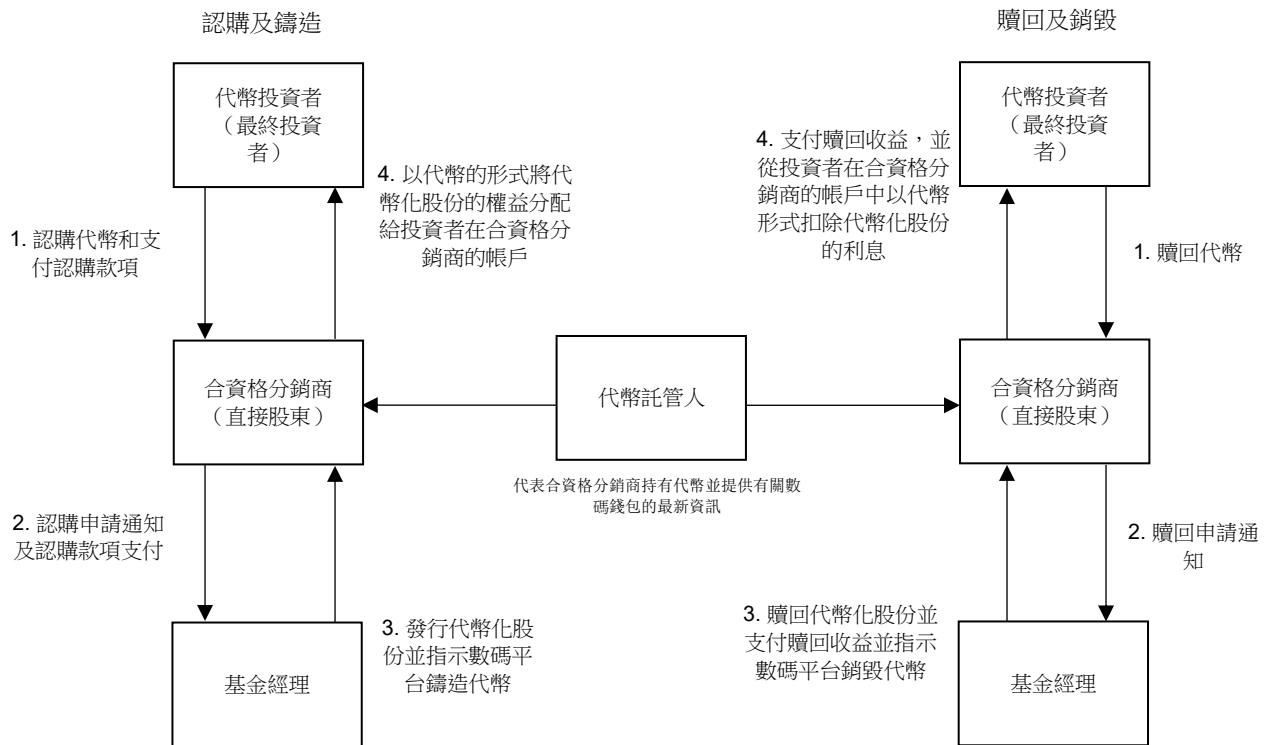 認購及鑄造
代幣投資者
（最終投資
者）
1. 認購代幣和支
付認購款項
4. 以代幣的形式將代
幣化股份的權益分配
給投資者在合資格分
銷商的帳戶
合資格分銷商
（直接股東）
2. 認購申請通知
及認購款項支付
3. 發行代幣化股
份並指示數碼平
台鑄造代幣
基金經理
代幣託管人
代表合資格分銷商持有代幣並提供有關數
碼錢包的最新資訊
贖回及銷毀
代幣投資者
（最終投資
者）
4. 支付贖回收益，並
從投資者在合資格分
銷商的帳戶中以代幣
形式扣除代幣化股份
的利息
1. 贖回代幣
合資格分銷商
（直接股東）
2. 贖回申請通
知
3. 贖回代幣化股份並
支付贖回收益並指示
數碼平台銷毀代幣
基金經理